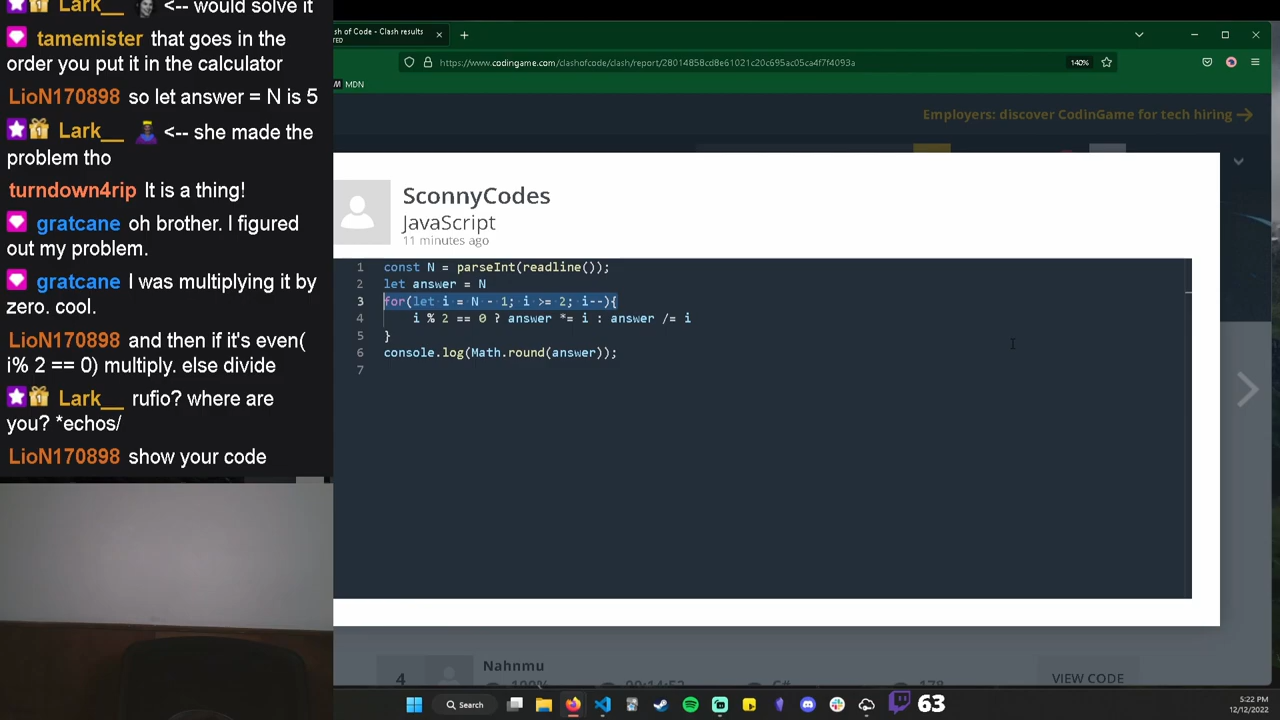 Lark__ <-- would solve it
tamemister that goes in the
order you put it in the calculator
LioN170898 so let answer = N is 5
Lark__ <-- she made the
problem tho
turndown4rip It is a thing!
gratcane oh brother. I figured
out my problem.
gratcane I was multiplying it by
zero. cool.
LioN170898 and then if it's even(
i% 2 == 0) multiply. else divide
Lark__ rufio? where are
you? *echos/
LioN170898 show your code
sh of Code - Clash results
https://www.codingame.com/clashofcode/clash/report/28014858cd8e61021c20c695ac05ca4f7f4093a
140%
MDN
Employers: discover CodinGame for tech hiring
SconnyCodes
JavaScript
11 minutes ago
1 const N = parseInt(readline());
2 let answer = N
3 for(let i = N - 1; i >= 2; i--){
4 i % 2 == 0 ? answer *= i : answer /= i
5 }
6 console.log(Math.round(answer));
7
4
Nahnmu
100%
C#
178
VIEW CODE
Search
63
5:22 PM
12/12/2022